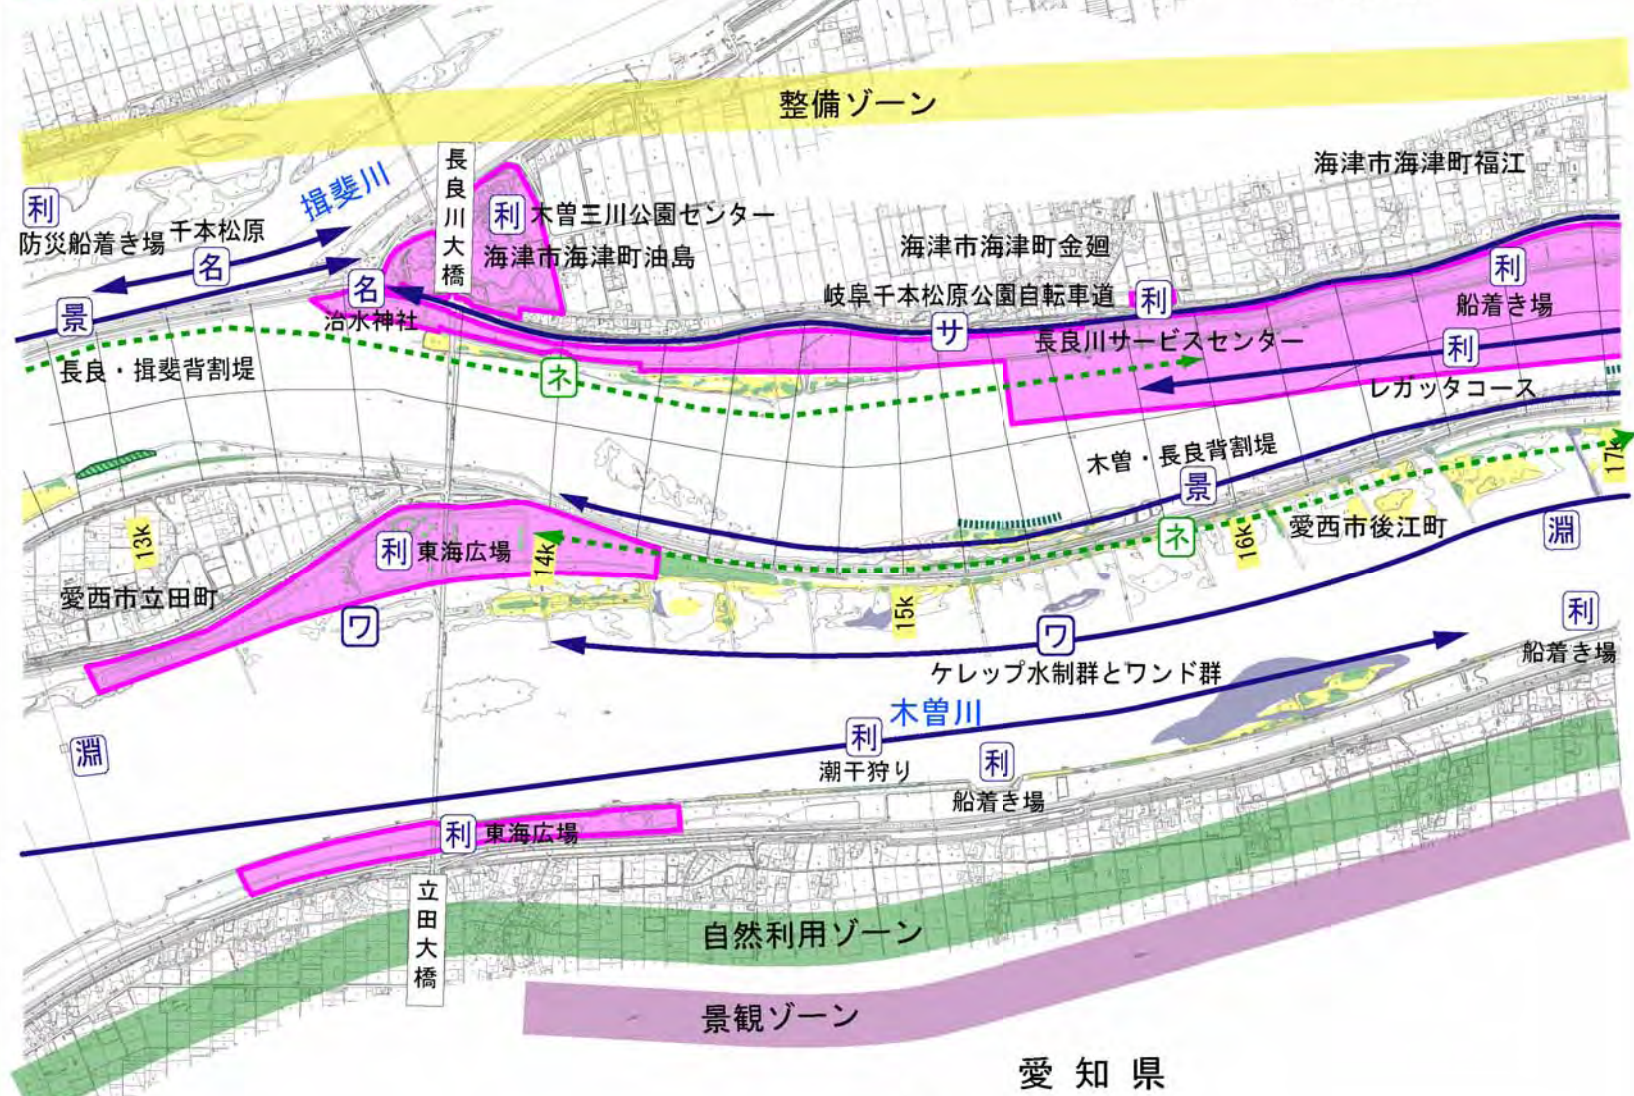 整備ゾーン
海津市海津町福江
長良川大橋
揖斐川
利
防災船着き場
千本松原
名
利
木曽三川公園センター
海津市海津町油島
海津市海津町金廻
岐阜千本松原公園自転車道
利
利
船着き場
景
名
治水神社
サ
長良川サービスセンター
利
レガッタコース
長良・揖斐背割堤
ネ
木曽・長良背割堤
景
17k
13k
利
東海広場
14k
ネ
16k
愛西市後江町
淵
愛西市立田町
ワ
15k
ワ
ケレップ水制群とワンド群
利
船着き場
木曽川
淵
利
潮干狩り
利
船着き場
利
東海広場
立田大橋
自然利用ゾーン
景観ゾーン
愛知県